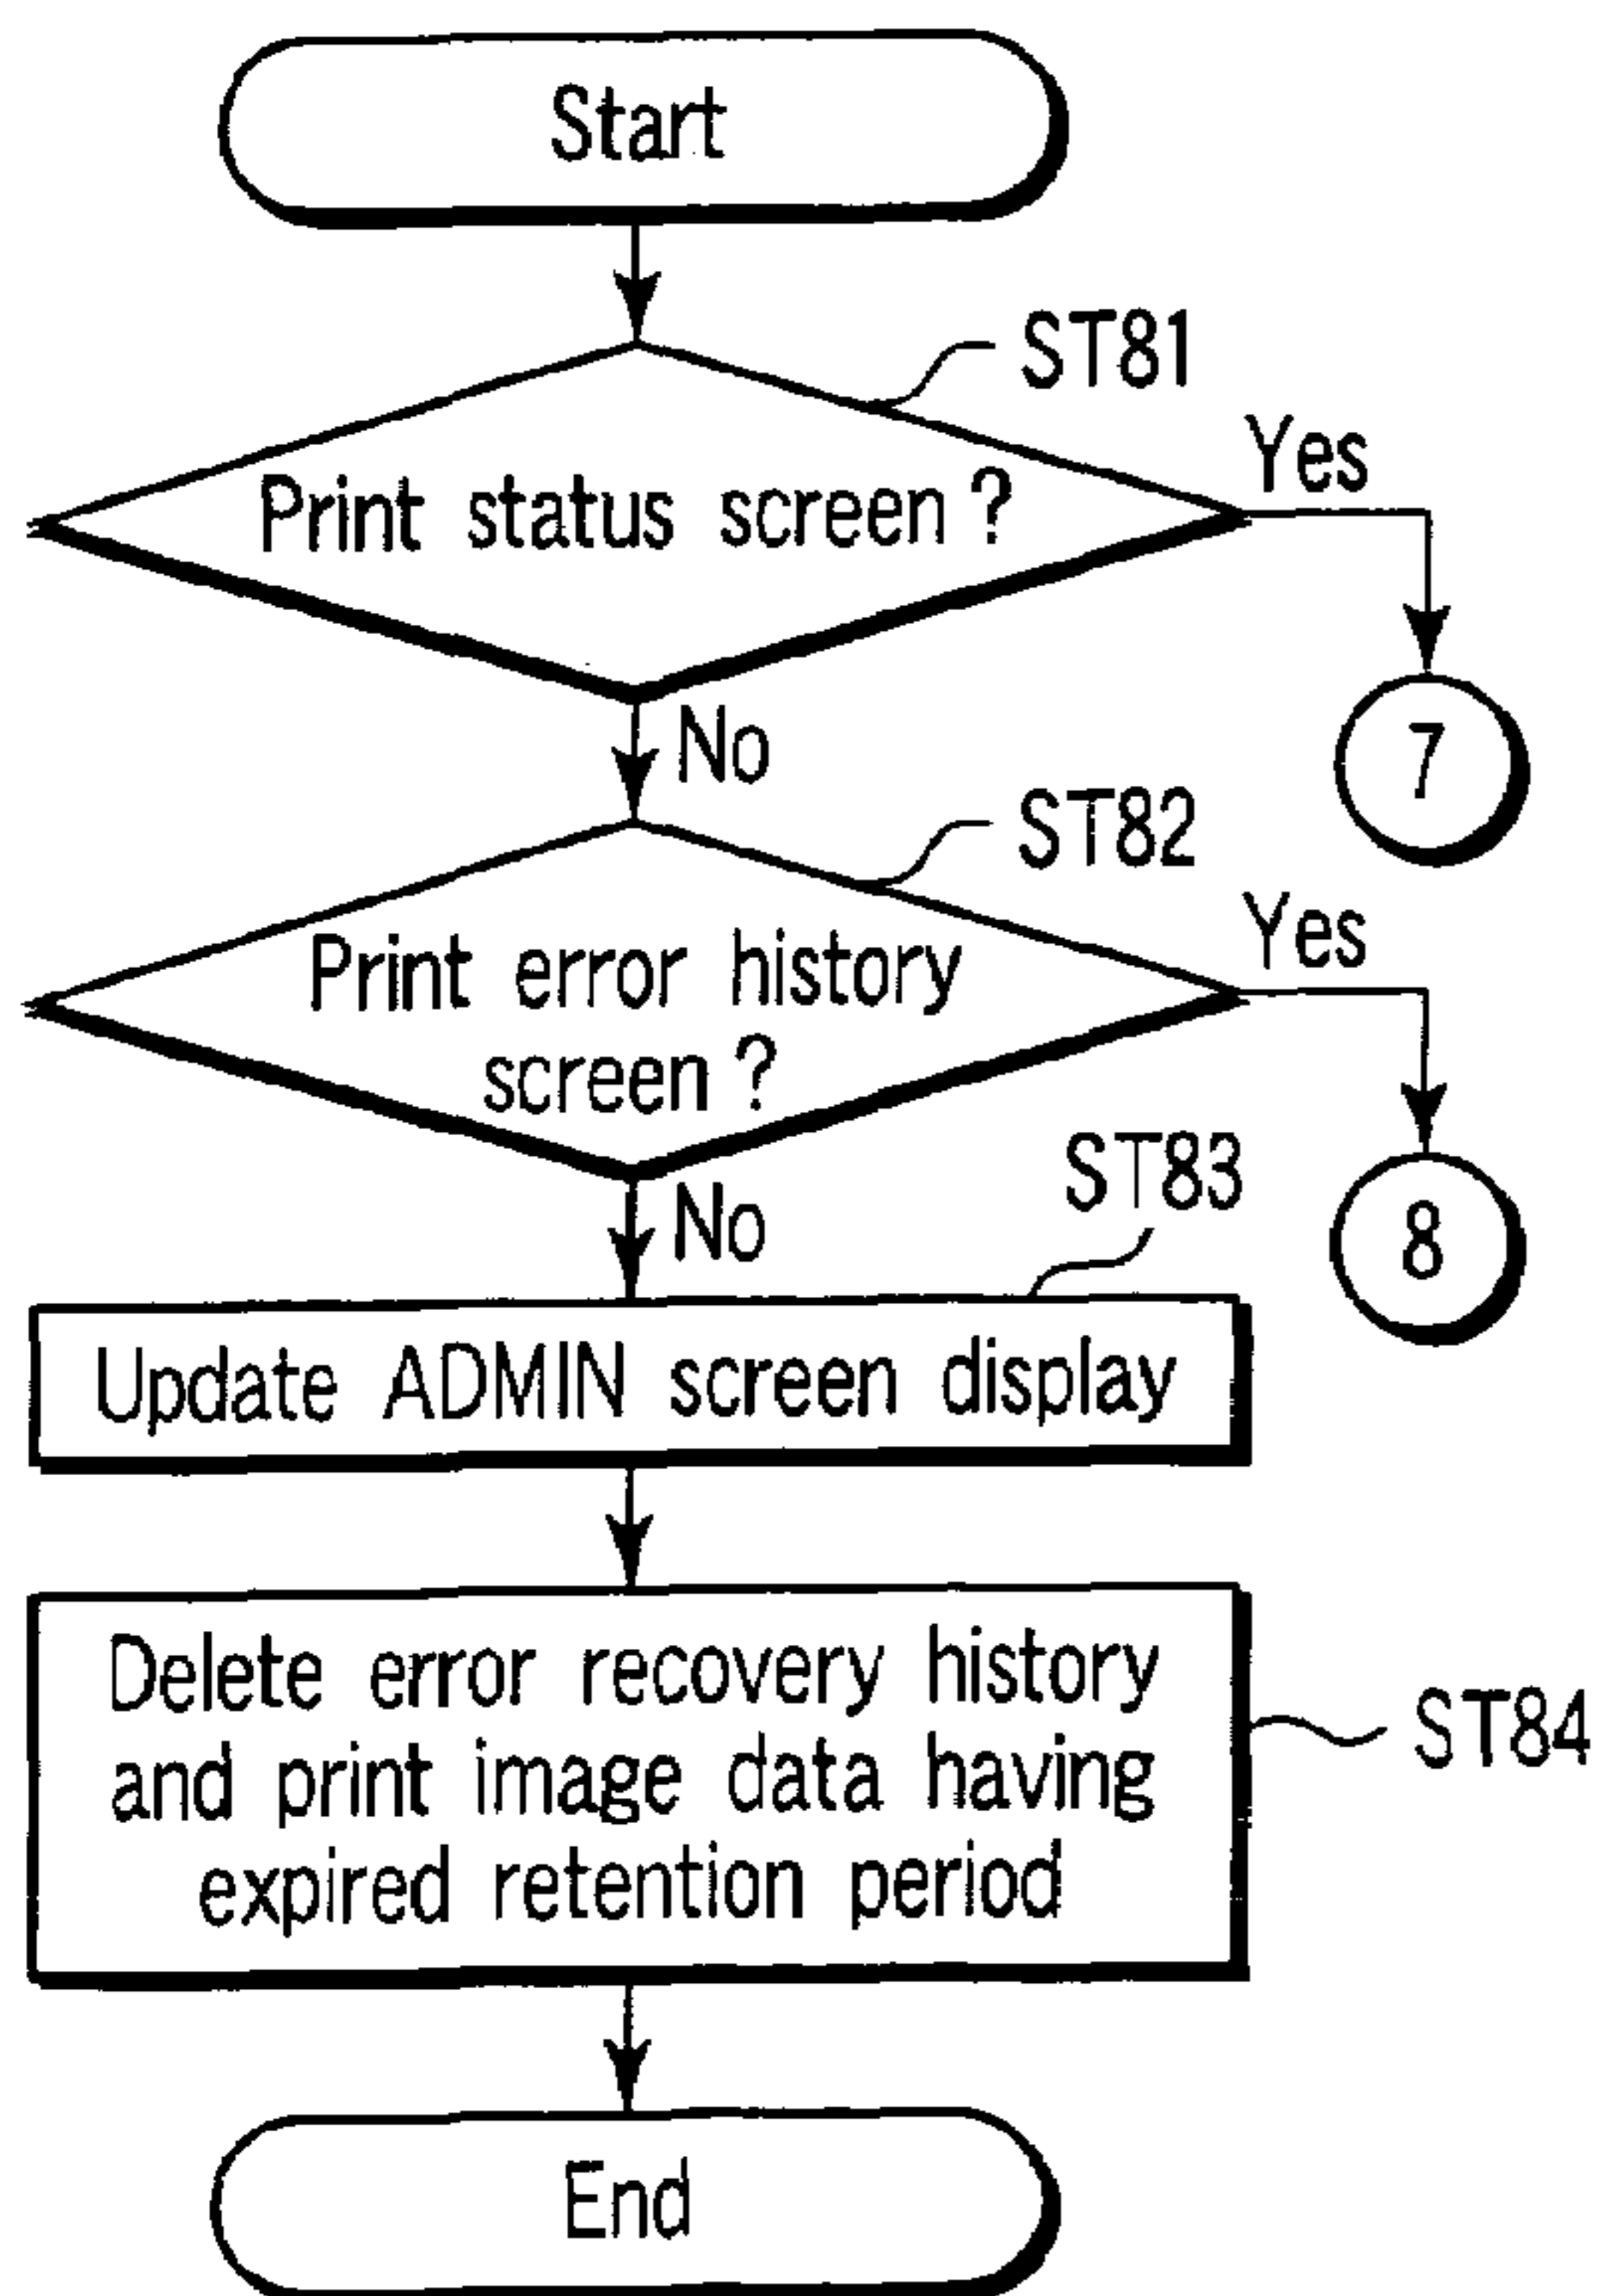 Start
ST81
Print status screen ?
Yes
7
No
ST82
Print error history
screen ?
Yes
8
No
ST83
Update ADMIN screen display
Delete error recovery history
and print image data having
expired retention period
ST84
End